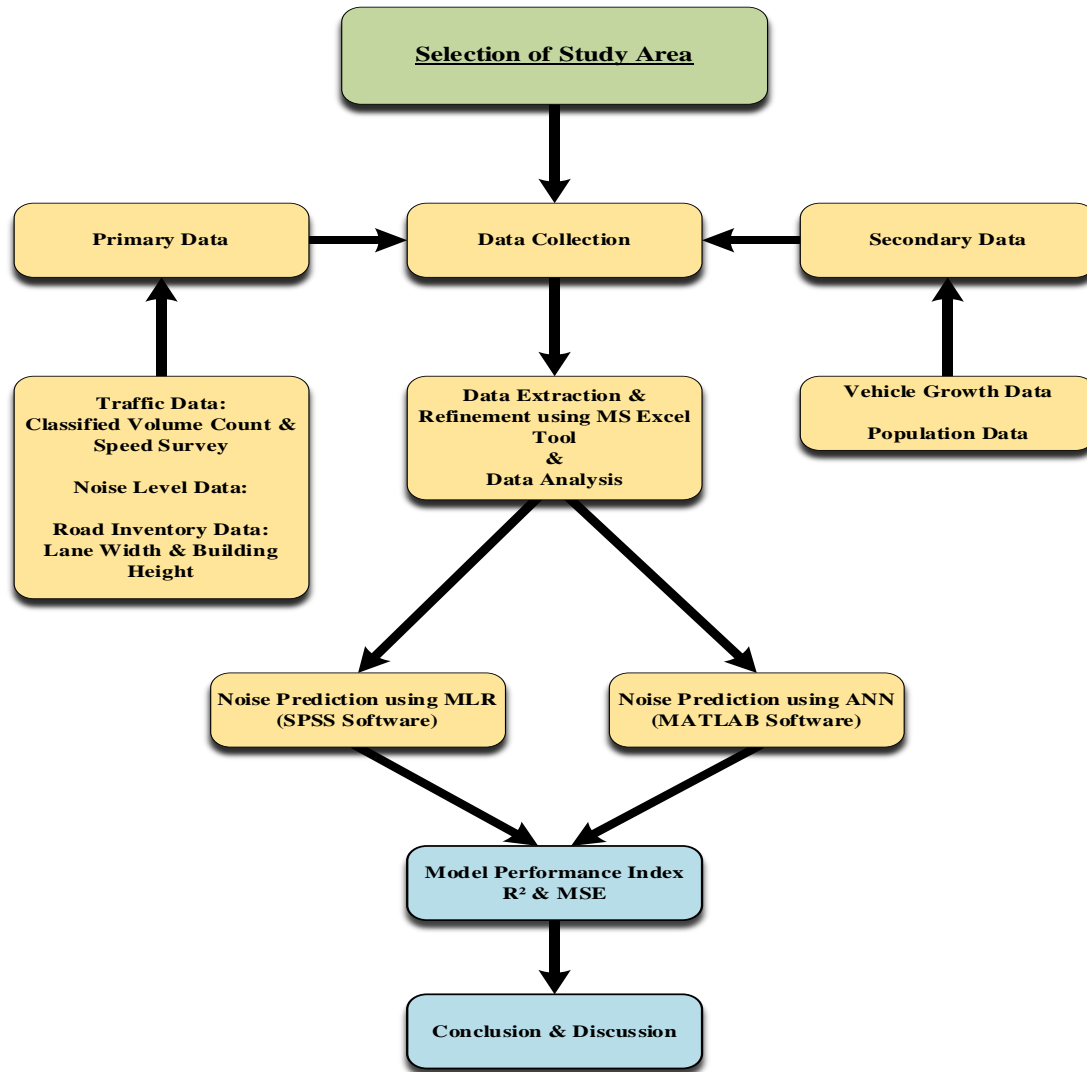 Selection of Study Area
Primary Data
Data Collection
Secondary Data
Traffic Data:
Classified Volume Count &
Speed Survey
Noise Level Data:
Road Inventory Data:
Lane Width & Building
Height
Data Extraction &
Refinement using MS Excel
Tool
&
Data Analysis
Vehicle Growth Data
Population Data
Noise Prediction using MLR
(SPSS Software)
Noise Prediction using ANN
(MATLAB Software)
Model Performance Index
R² & MSE
Conclusion & Discussion